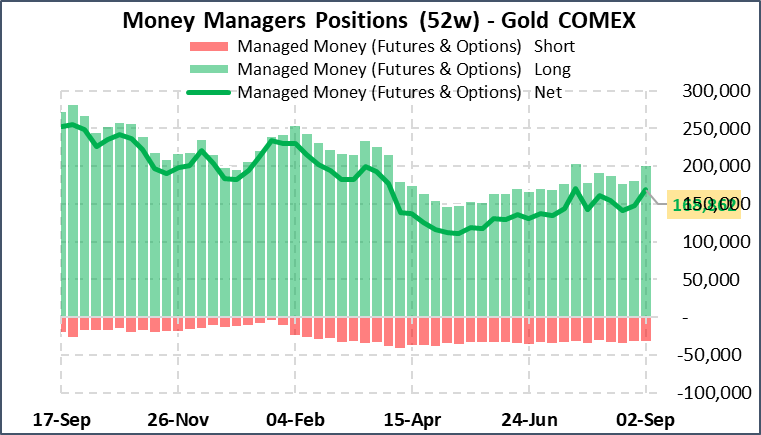 Money Managers Positions (52w) - Gold COMEX
Managed Money (Futures & Options) Short
Managed Money (Futures & Options) Long
Managed Money (Futures & Options) Net
300,000
250,000
200,000
150,000
100,000
50,000
-
-50,000
-100,000
17-Sep 26-Nov 04-Feb 15-Apr 24-Jun 02-Sep